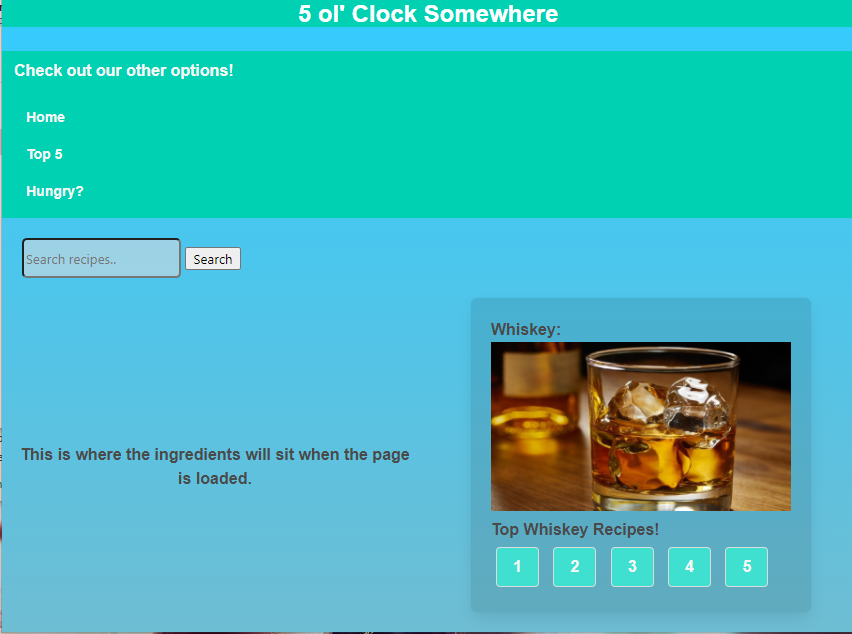 5 ol' Clock Somewhere
Check out our other options!
Home
Top 5
Hungry?
Search recipes..
Search
Whiskey:
This is where the ingredients will sit when the page
is loaded.
Top Whiskey Recipes!
1 2 3 4 5